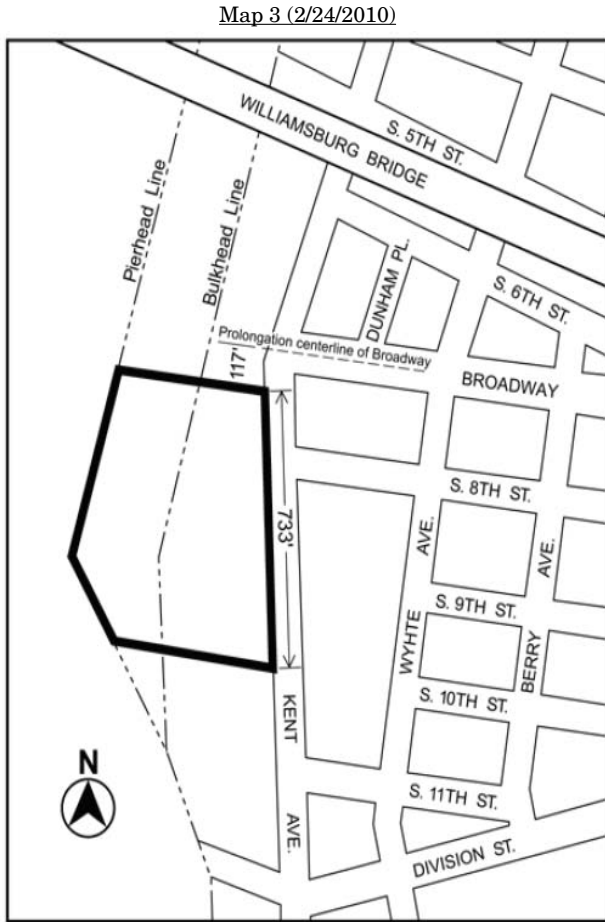 Map 3 (2/24/2010)
WILLIAMSBURG BRIDGE
S. 5TH ST.
Pierhead Line
Bulkhead Line
DUNHAM PL.
S. 6TH ST.
Prolongation centerline of Broadway
117'
BROADWAY
S. 8TH ST.
733'
AVE.
AVE.
S. 9TH ST.
WYHTE
BERRY
S. 10TH ST.
KENT
N
S. 11TH ST.
AVE.
DIVISION ST.